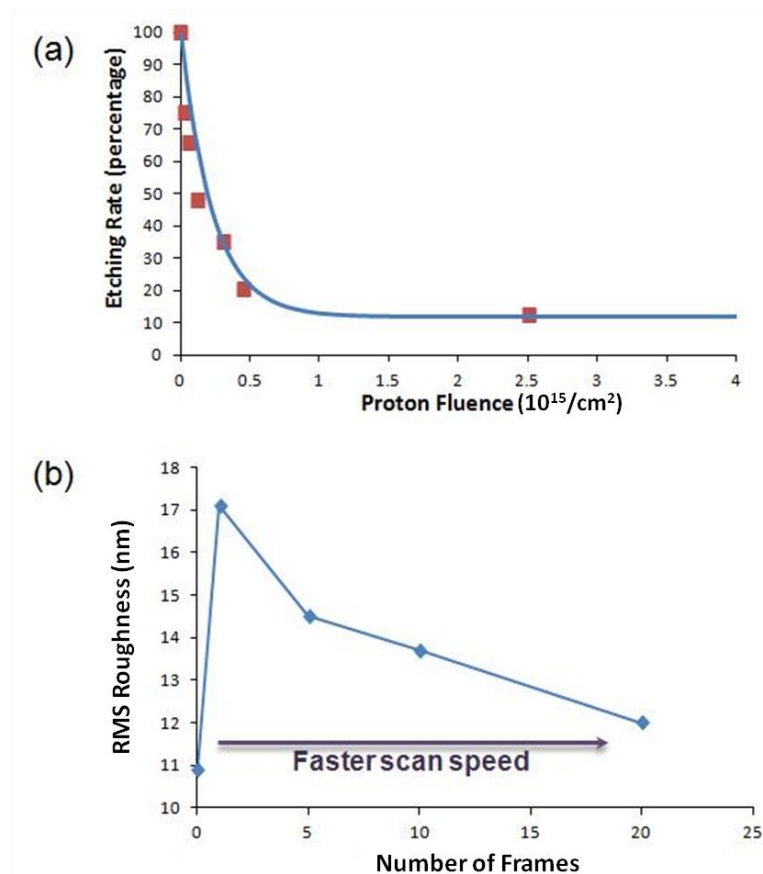 (a)
Etching Rate (percentage)
100
90
80
70
60
50
40
30
20
10
0
0 0.5 1 1.5 2 2.5 3 3.5 4
Proton Fluence (10¹⁵/cm²)
(b)
RMS Roughness (nm)
18
17
16
15
14
13
12
11
10
Faster scan speed
0 5 10 15 20 25
Number of Frames